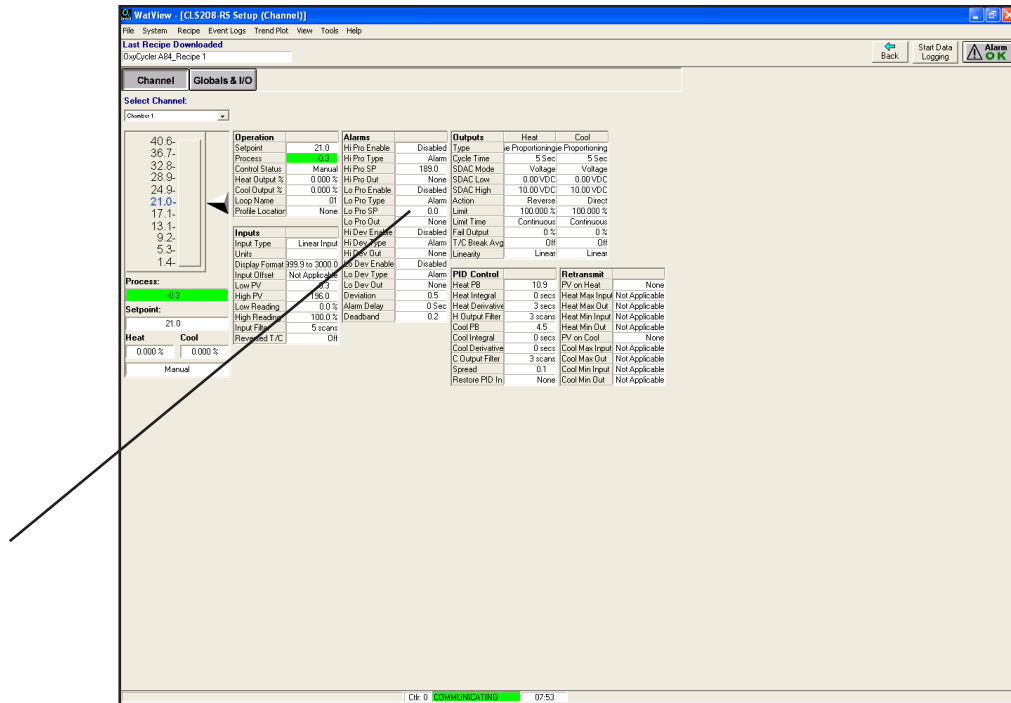 WatView - [CLS208-RS Setup (Channel)]
File System Recipe Event Logs Trend Plot View Tools Help
Last Recipe Downloaded
OxyCycler A84_Recipe 1
Back
Start Data Logging
Alarm OK
Channel
Globals & I/O
Select Channel:
Chamber 1
40.6-
36.7-
32.8-
28.9-
24.9-
21.0-
17.1-
13.1-
9.2-
5.3-
1.4-
Process:
-0.3
Setpoint:
21.0
Heat Cool
0.000 % 0.000 %
Manual
Operation
Setpoint 21.0
Process -0.3
Control Status Manual
Heat Output % 0.000 %
Cool Output % 0.000 %
Loop Name 01
Profile Location None
Inputs
Input Type Linear Input
Units
Display Format 999.9 to 3000.0
Input Offset Not Applicable
Low PV -0.3
High PV 196.0
Low Reading 0.0 %
High Reading 100.0 %
Input Filter 5 scans
Reversed T/C Off
Alarms
Hi Pro Enable Disabled
Hi Pro Type Alarm
Hi Pro SP 189.0
Hi Pro Out None
Lo Pro Enable Disabled
Lo Pro Type Alarm
Lo Pro SP 0.0
Lo Pro Out None
Hi Dev Enable Disabled
Hi Dev Type Alarm
Hi Dev Out None
Lo Dev Enable Disabled
Lo Dev Type Alarm
Lo Dev Out None
Deviation 0.5
Alarm Delay 0 Sec
Deadband 0.2
Outputs Heat Cool
Type e Proportioning e Proportioning
Cycle Time 5 Sec 5 Sec
SDAC Mode Voltage Voltage
SDAC Low 0.00 VDC 0.00 VDC
SDAC High 10.00 VDC 10.00 VDC
Action Reverse Direct
Limit 100.000 % 100.000 %
Limit Time Continuous Continuous
Fail Output 0 % 0 %
T/C Break Avg Off Off
Linearity Linear Linear
PID Control
Heat PB 10.9
Heat Integral 0 secs
Heat Derivative 3 secs
H Output Filter 3 scans
Cool PB 4.5
Cool Integral 0 secs
Cool Derivative 0 secs
C Output Filter 3 scans
Spread 0.1
Restore PID In None
Retransmit
PV on Heat None
Heat Max Input Not Applicable
Heat Max Out Not Applicable
Heat Min Input Not Applicable
Heat Min Out Not Applicable
PV on Cool None
Cool Max Input Not Applicable
Cool Max Out Not Applicable
Cool Min Input Not Applicable
Cool Min Out Not Applicable
Ctlr: 0 COMMUNICATING 07:53